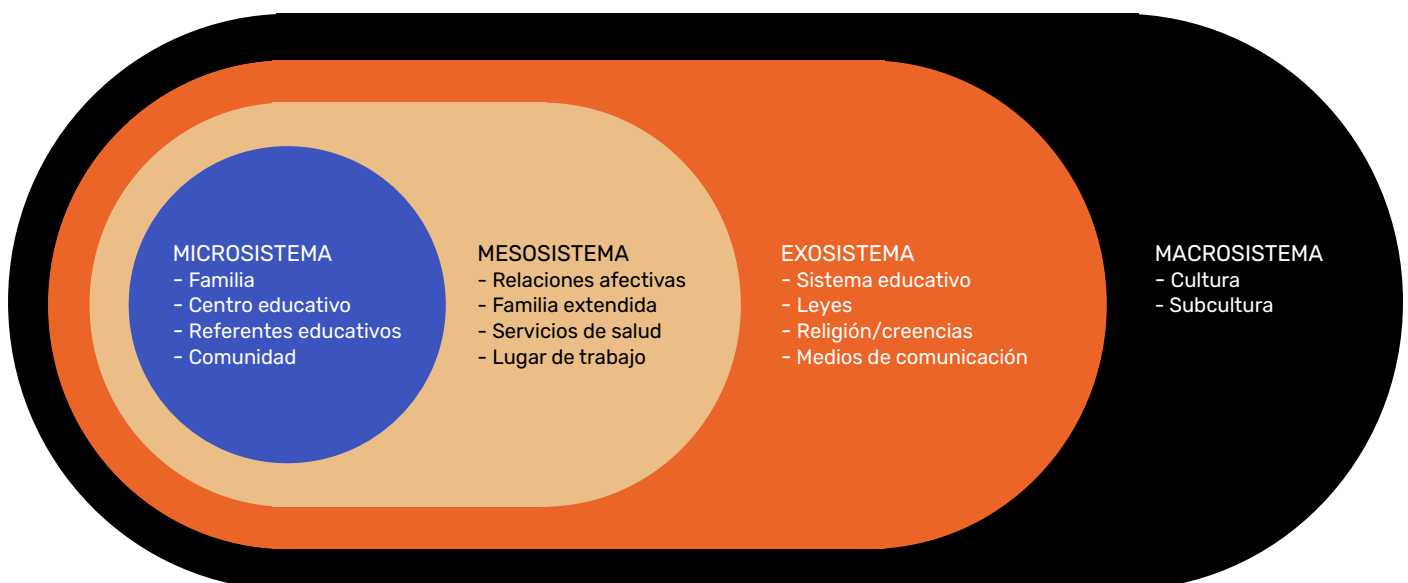 MICROSISTEMA
- Familia
- Centro educativo
- Referentes educativos
- Comunidad
MESOSISTEMA
- Relaciones afectivas
- Familia extendida
- Servicios de salud
- Lugar de trabajo
EXOSISTEMA
- Sistema educativo
- Leyes
- Religión/creencias
- Medios de comunicación
MACROSISTEMA
- Cultura
- Subcultura